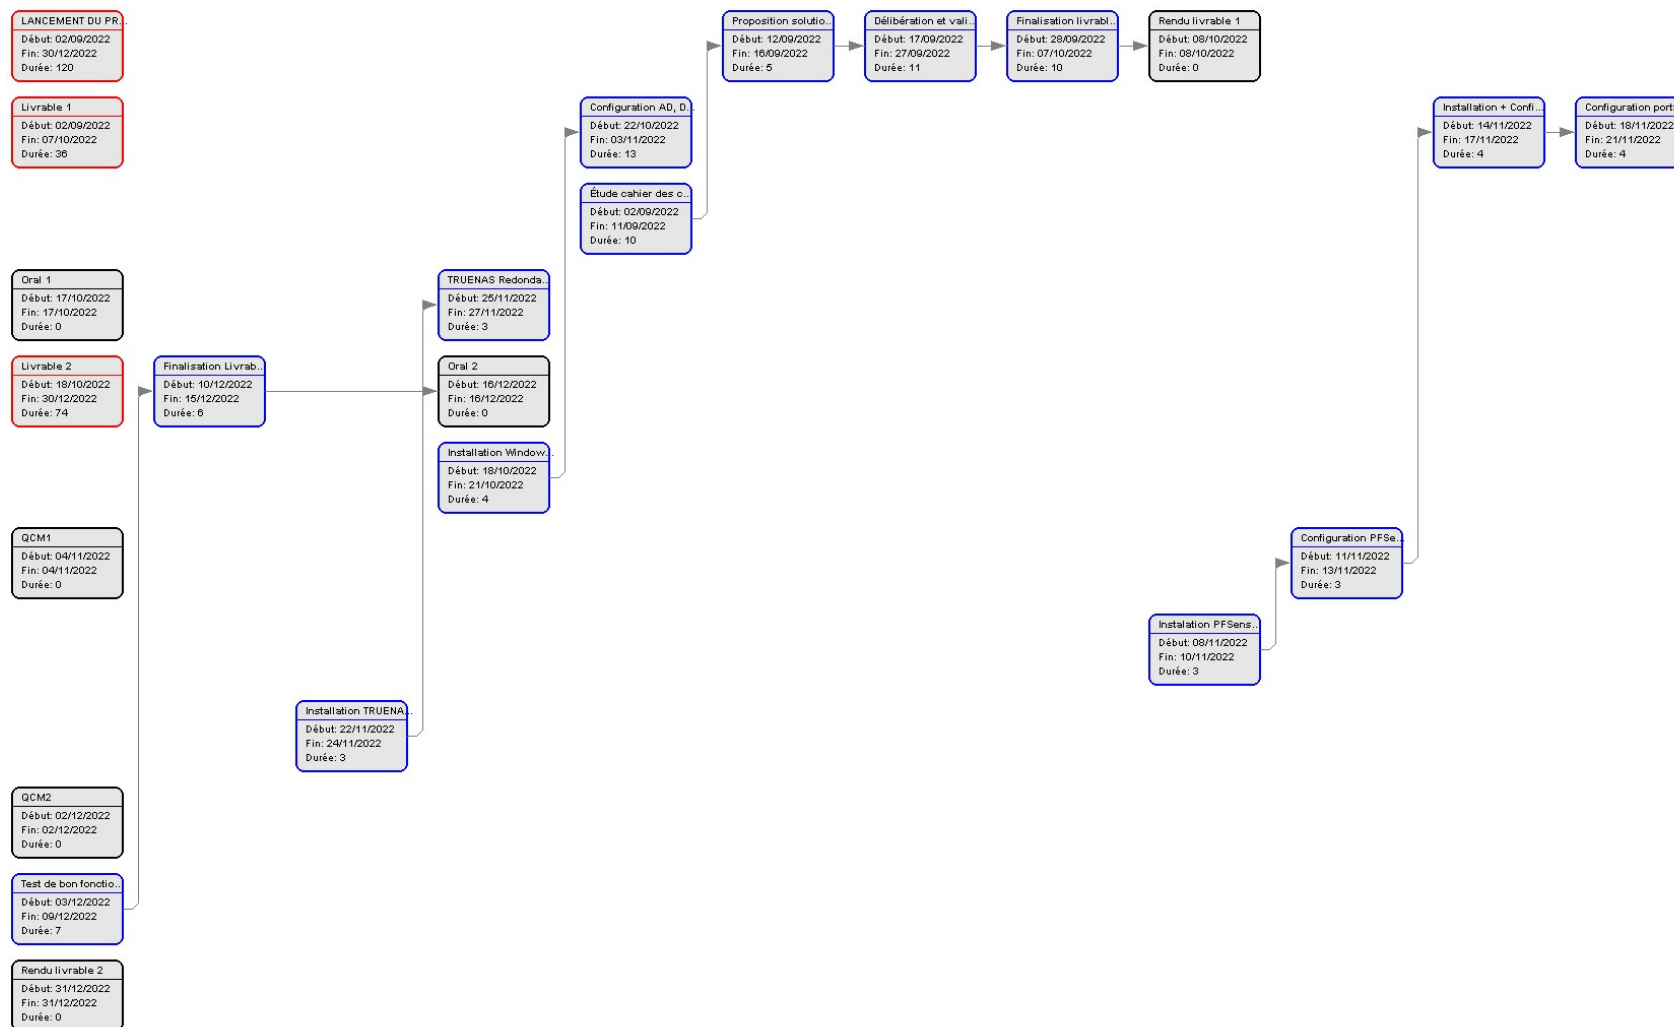 LANCEMENT DU PR...
Début: 02/09/2022
Fin: 30/12/2022
Durée: 120
Livrable 1
Début: 02/09/2022
Fin: 07/10/2022
Durée: 36
Oral 1
Début: 17/10/2022
Fin: 17/10/2022
Durée: 0
Livrable 2
Début: 18/10/2022
Fin: 30/12/2022
Durée: 74
QCM1
Début: 04/11/2022
Fin: 04/11/2022
Durée: 0
QCM2
Début: 02/12/2022
Fin: 02/12/2022
Durée: 0
Test de bon fonctio...
Début: 03/12/2022
Fin: 09/12/2022
Durée: 7
Rendu livrable 2
Début: 31/12/2022
Fin: 31/12/2022
Durée: 0
Finalisation Livrab...
Début: 10/12/2022
Fin: 15/12/2022
Durée: 6
Installation TRUENA...
Début: 22/11/2022
Fin: 24/11/2022
Durée: 3
TRUENAS Redonda...
Début: 25/11/2022
Fin: 27/11/2022
Durée: 3
Oral 2
Début: 16/12/2022
Fin: 16/12/2022
Durée: 0
Installation Window...
Début: 18/10/2022
Fin: 21/10/2022
Durée: 4
Configuration AD, D...
Début: 22/10/2022
Fin: 03/11/2022
Durée: 13
Étude cahier des c...
Début: 02/09/2022
Fin: 11/09/2022
Durée: 10
Proposition solutio...
Début: 12/09/2022
Fin: 16/09/2022
Durée: 5
Délibération et vali...
Début: 17/09/2022
Fin: 27/09/2022
Durée: 11
Finalisation livrabl...
Début: 28/09/2022
Fin: 07/10/2022
Durée: 10
Rendu livrable 1
Début: 08/10/2022
Fin: 08/10/2022
Durée: 0
Instalation PFSens...
Début: 08/11/2022
Fin: 10/11/2022
Durée: 3
Configuration PFSe...
Début: 11/11/2022
Fin: 13/11/2022
Durée: 3
Installation + Confi...
Début: 14/11/2022
Fin: 17/11/2022
Durée: 4
Configuration port
Début: 18/11/2022
Fin: 21/11/2022
Durée: 4